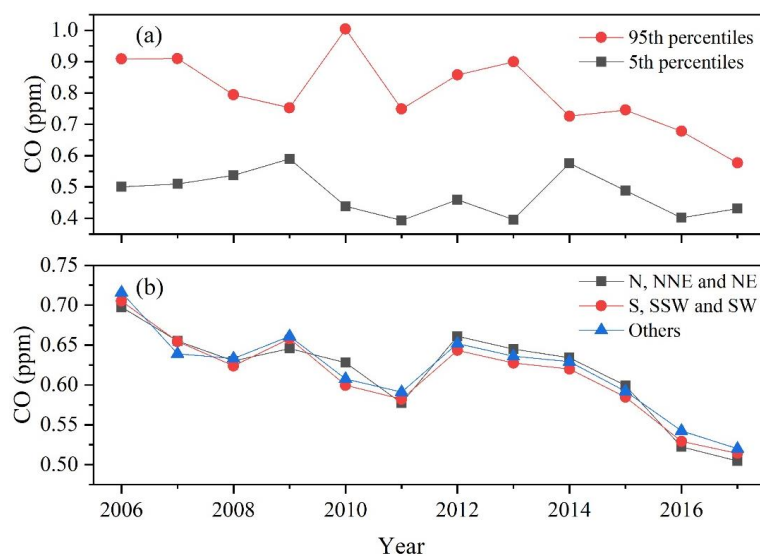 (a)
95th percentiles
5th percentiles
CO (ppm)
1.0
0.9
0.8
0.7
0.6
0.5
0.4
(b)
N, NNE and NE
S, SSW and SW
Others
CO (ppm)
0.75
0.70
0.65
0.60
0.55
0.50
2006 2008 2010 2012 2014 2016
Year